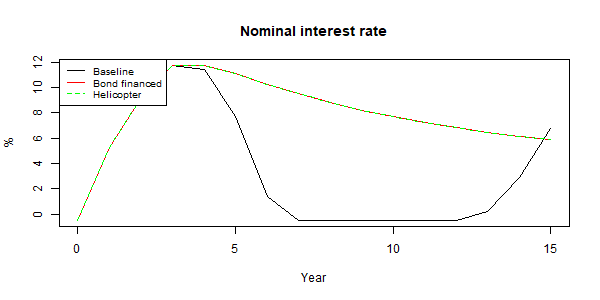 Nominal interest rate
12
10
8
6
4
2
0
%
Baseline
Bond financed
Helicopter
0 5 10 15
Year